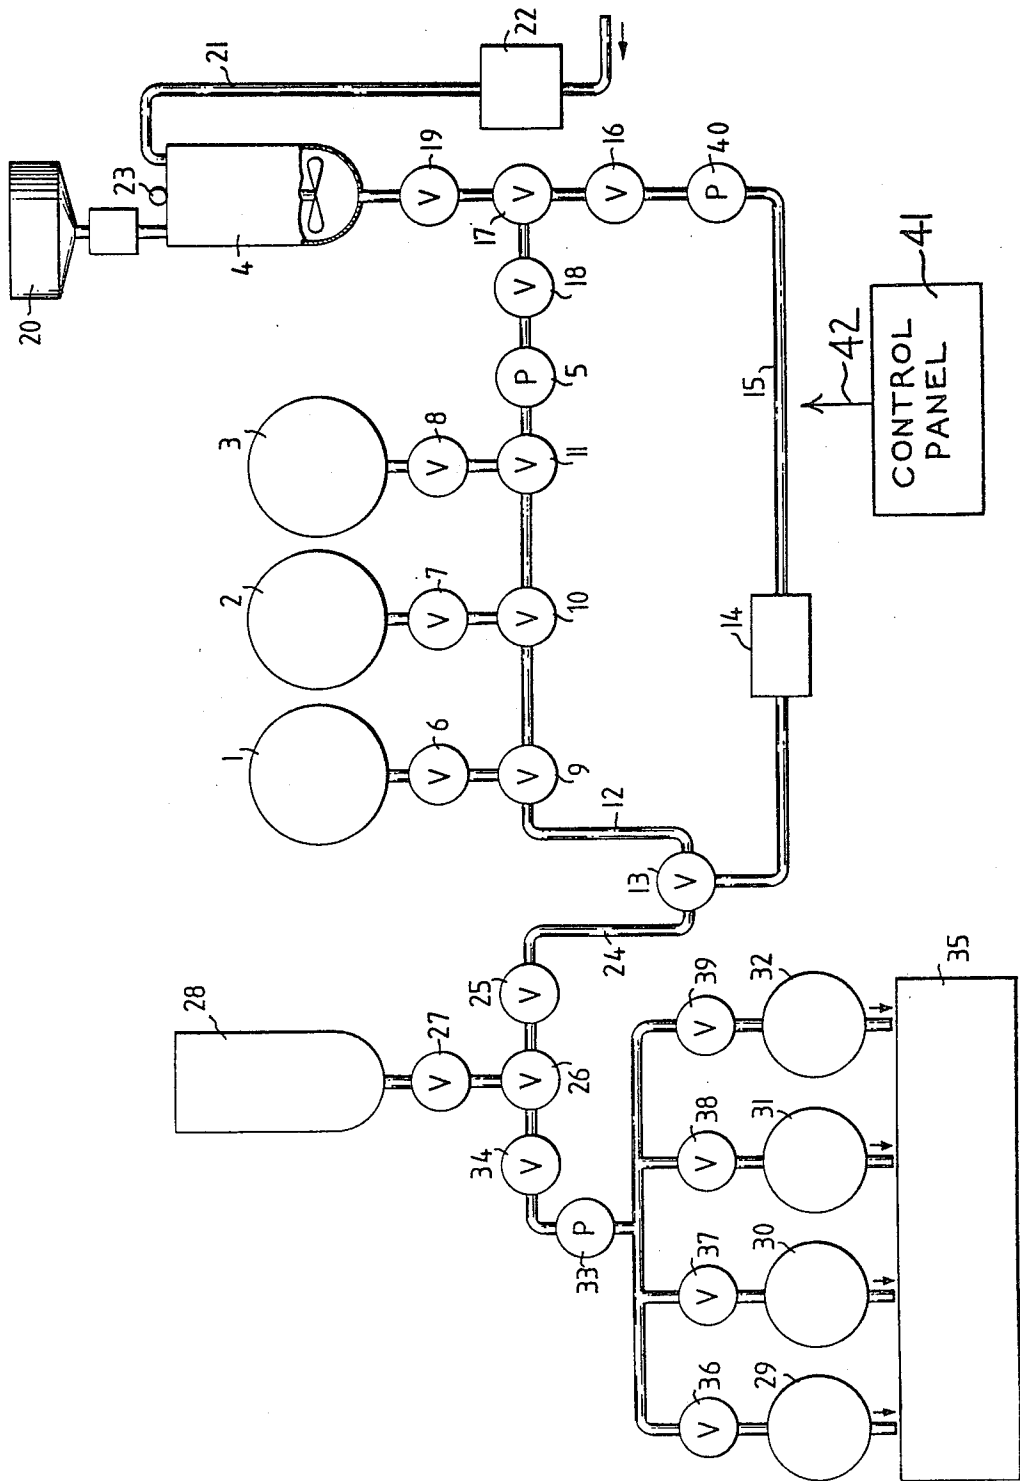 20
23
28
21
1
2
3
4
V 27
V 6
V 7
V 8
V 19
34 V
V 26
25 V
V 9
V 10
V 11
P 5
V 18
17 V
22
33 P
24
12
V 16
13 V
V 36
V 37
V 38
V 39
P 40
14
15
29
30
31
32
42
41
CONTROL
PANEL
35